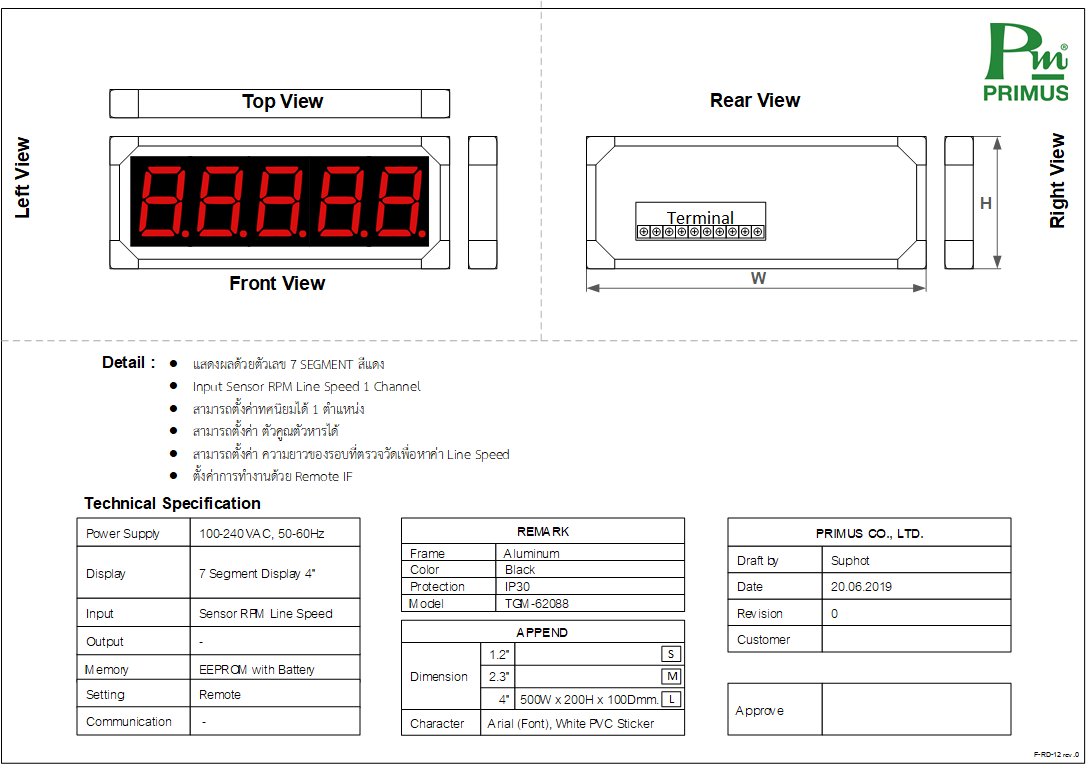 Pm®
PRIMUS
Top View
Rear View
Left View
8.8.8.8.8.
Terminal
H
Right View
W
Front View
Detail :
● แสดงผลด้วยตัวเลข 7 SEGMENT สีแดง
● Input Sensor RPM Line Speed 1 Channel
● สามารถตั้งค่าทศนิยมได้ 1 ตำแหน่ง
● สามารถตั้งค่า ตัวคูณตัวหารได้
● สามารถตั้งค่า ความยาวของรอบที่ตรวจวัดเพื่อหาค่า Line Speed
● ตั้งค่าการทำงานด้วย Remote IF
Technical Specification
Power Supply 100-240VAC, 50-60Hz
Display 7 Segment Display 4"
Input Sensor RPM Line Speed
Output -
Memory EEPROM with Battery
Setting Remote
Communication -
REMARK
Frame Aluminum
Color Black
Protection IP30
Model TGM-62088
APPEND
Dimension
1.2" S
2.3" M
4" 500W x 200H x 100Dmm. L
Character Arial (Font), White PVC Sticker
PRIMUS CO., LTD.
Draft by Suphot
Date 20.06.2019
Revision 0
Customer
Approve
F-RD-12 rev .0